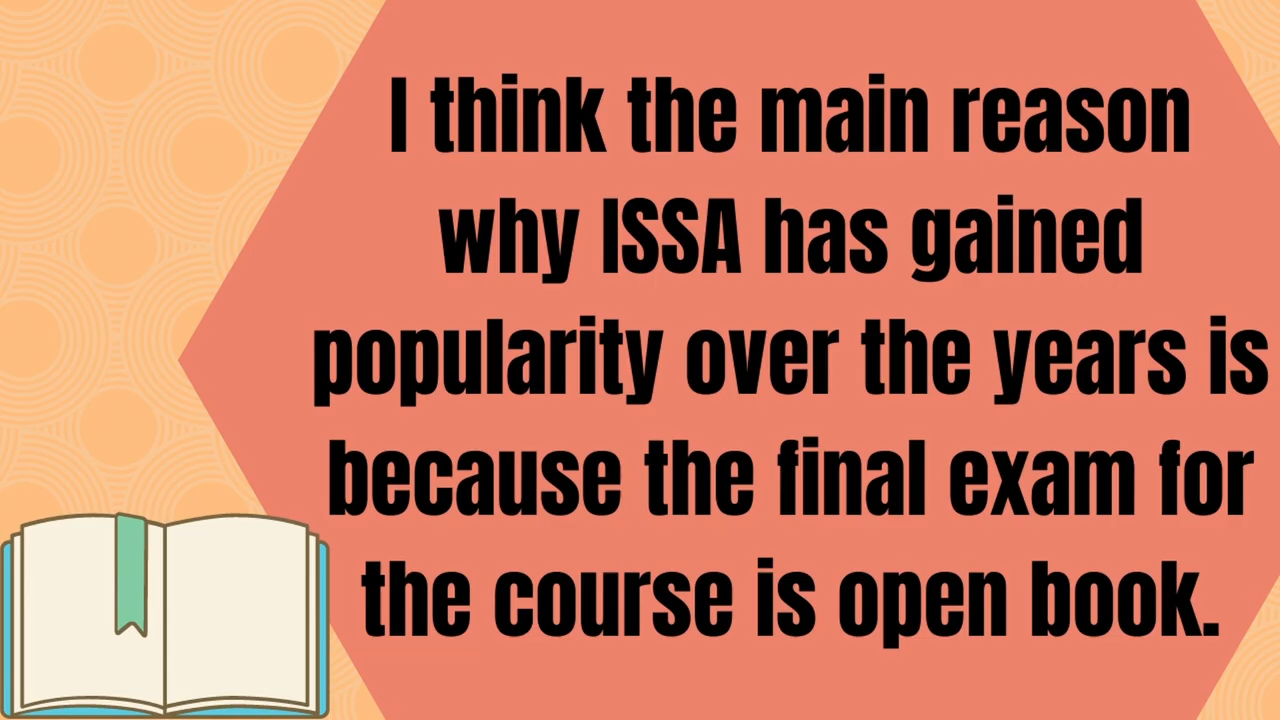 I think the main reason
why ISSA has gained
popularity over the years is
because the final exam for
the course is open book.